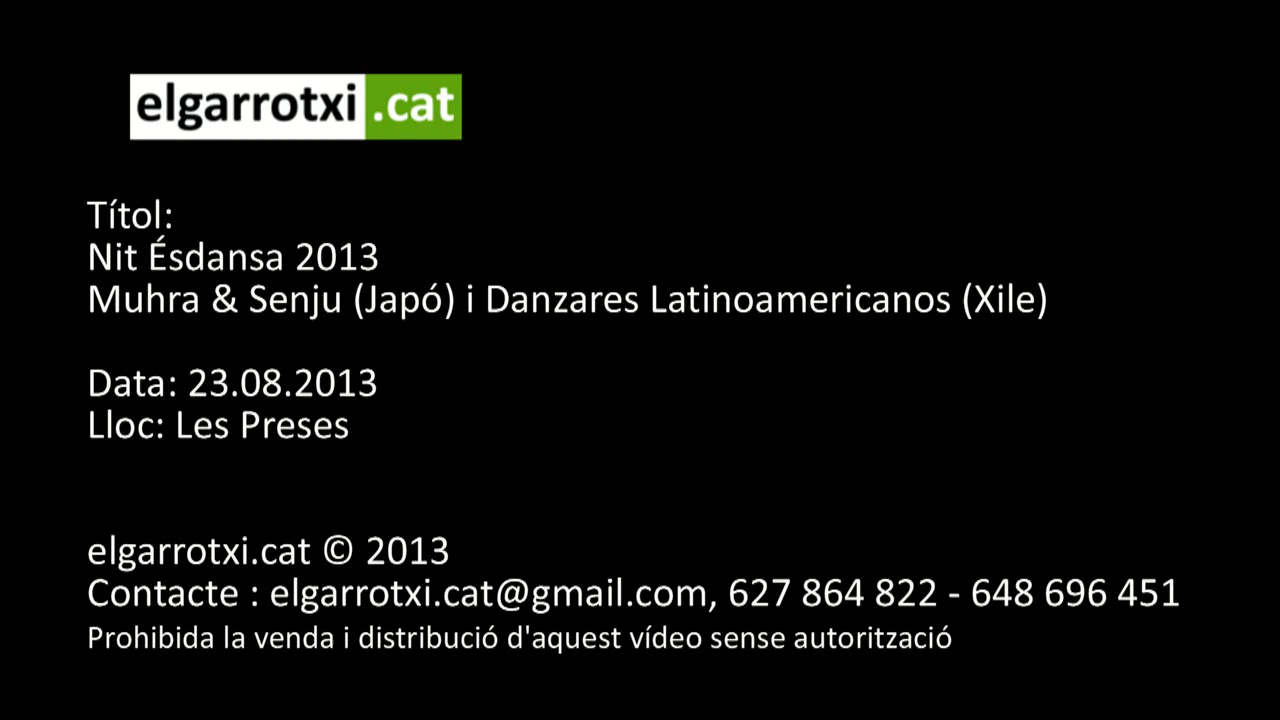 elgarrotxi.cat
Títol:
Nit Ésdansa 2013
Muhra & Senju (Japó) i Danzares Latinoamericanos (Xile)
Data: 23.08.2013
Lloc: Les Preses
elgarrotxi.cat © 2013
Contacte : elgarrotxi.cat@gmail.com, 627 864 822 - 648 696 451
Prohibida la venda i distribució d'aquest vídeo sense autorització